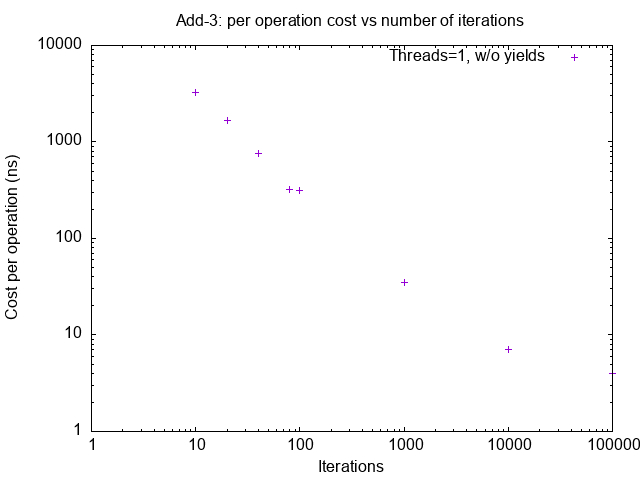 Add-3: per operation cost vs number of iterations
Threads=1, w/o yields
10000
1000
100
10
1
Cost per operation (ns)
1 10 100 1000 10000 100000
Iterations